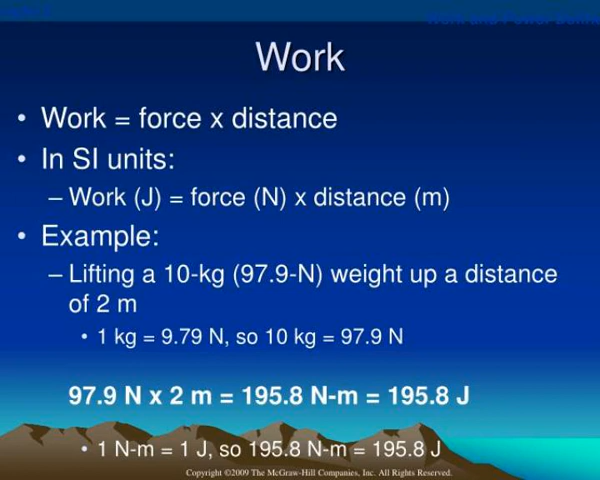 Work
• Work = force x distance
• In SI units:
– Work (J) = force (N) x distance (m)
• Example:
– Lifting a 10-kg (97.9-N) weight up a distance
of 2 m
• 1 kg = 9.79 N, so 10 kg = 97.9 N
97.9 N x 2 m = 195.8 N-m = 195.8 J
• 1 N-m = 1 J, so 195.8 N-m = 195.8 J
Copyright ©2009 The McGraw-Hill Companies, Inc. All Rights Reserved.